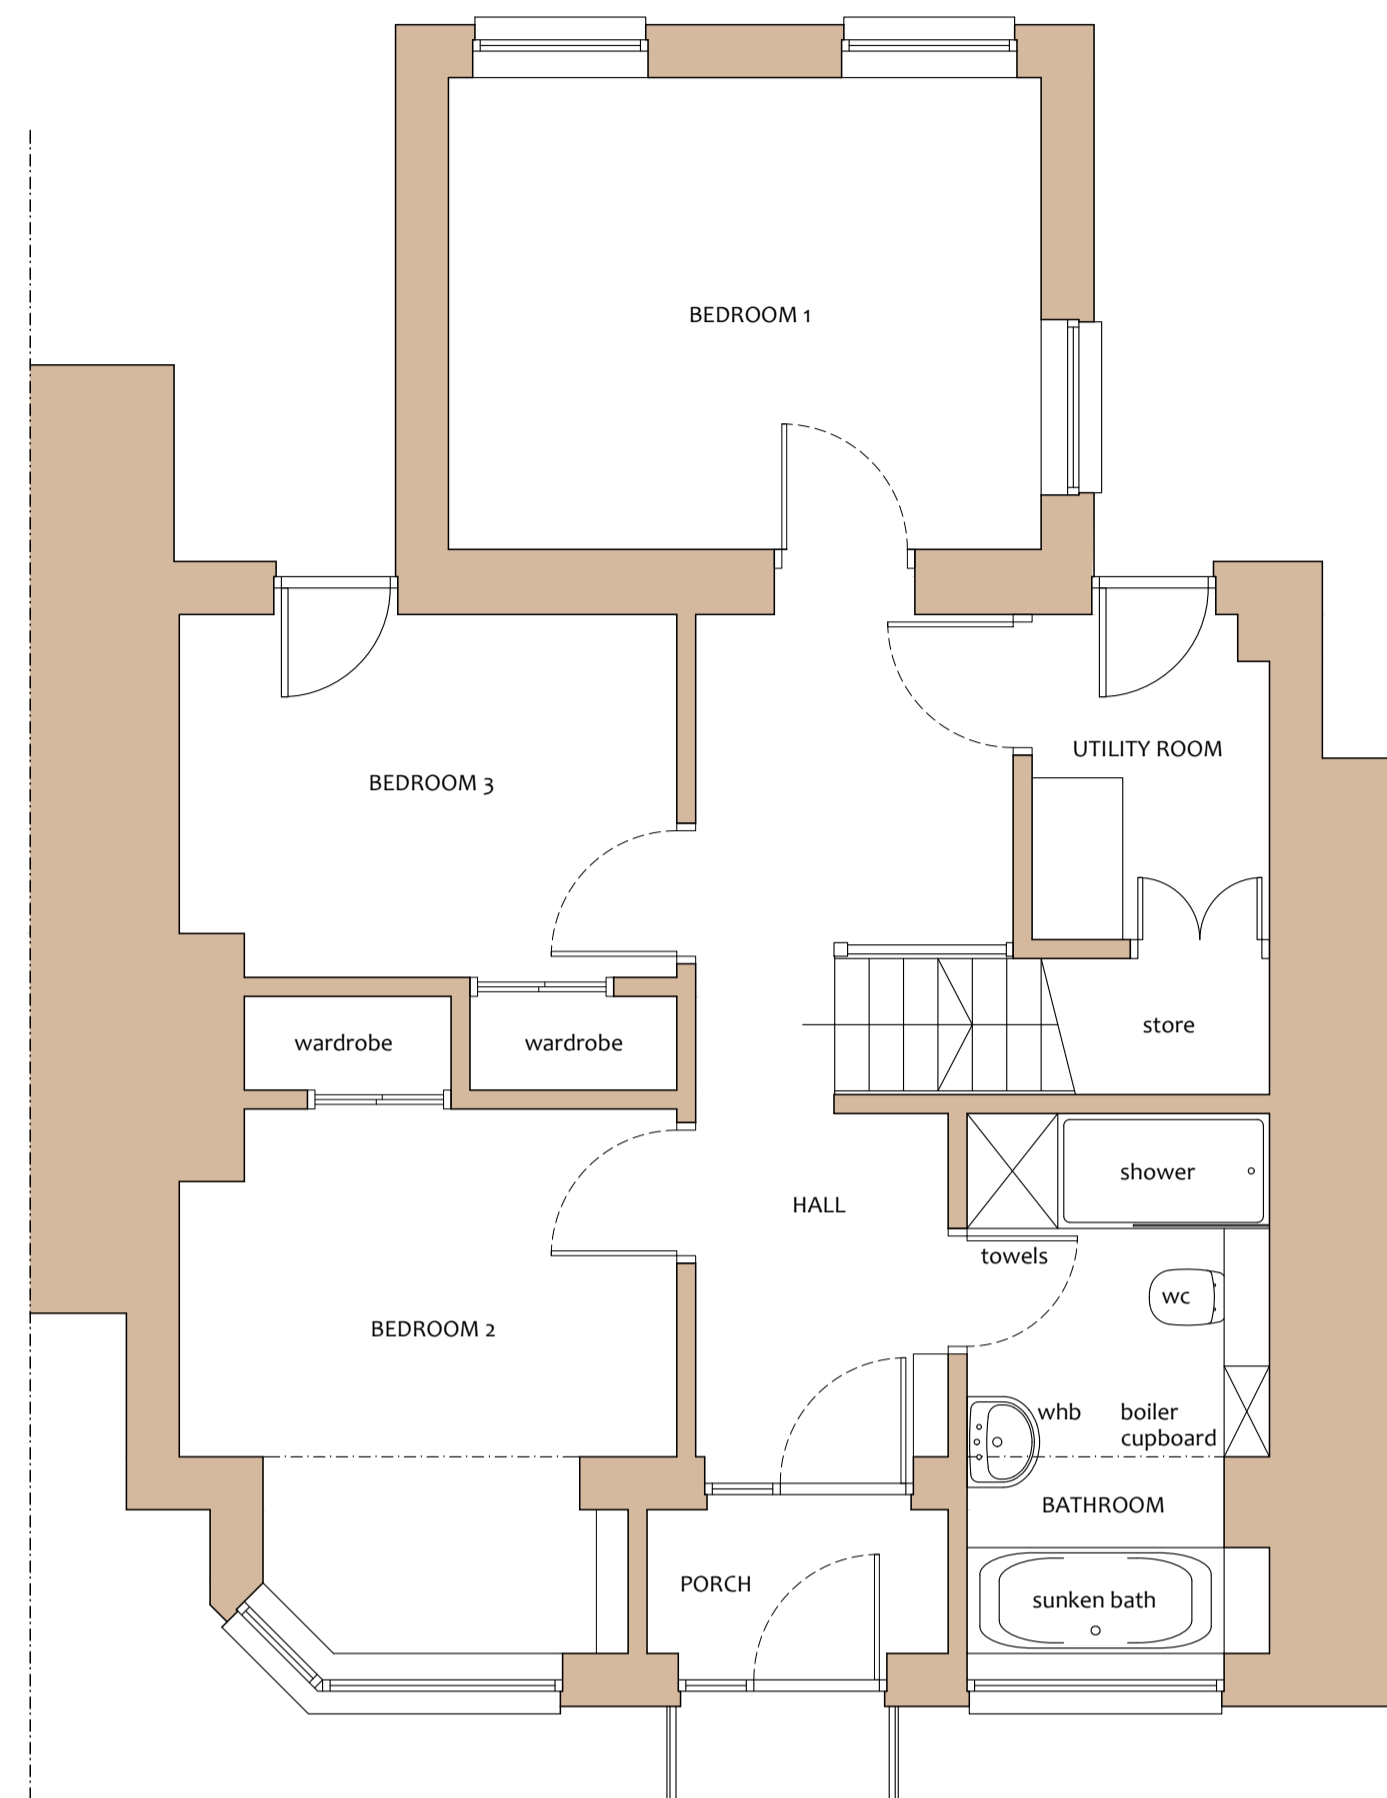 BEDROOM 1
UTILITY ROOM
BEDROOM 3
store
wardrobe
wardrobe
shower
HALL
towels
wc
BEDROOM 2
whb
boiler
cupboard
BATHROOM
PORCH
sunken bath